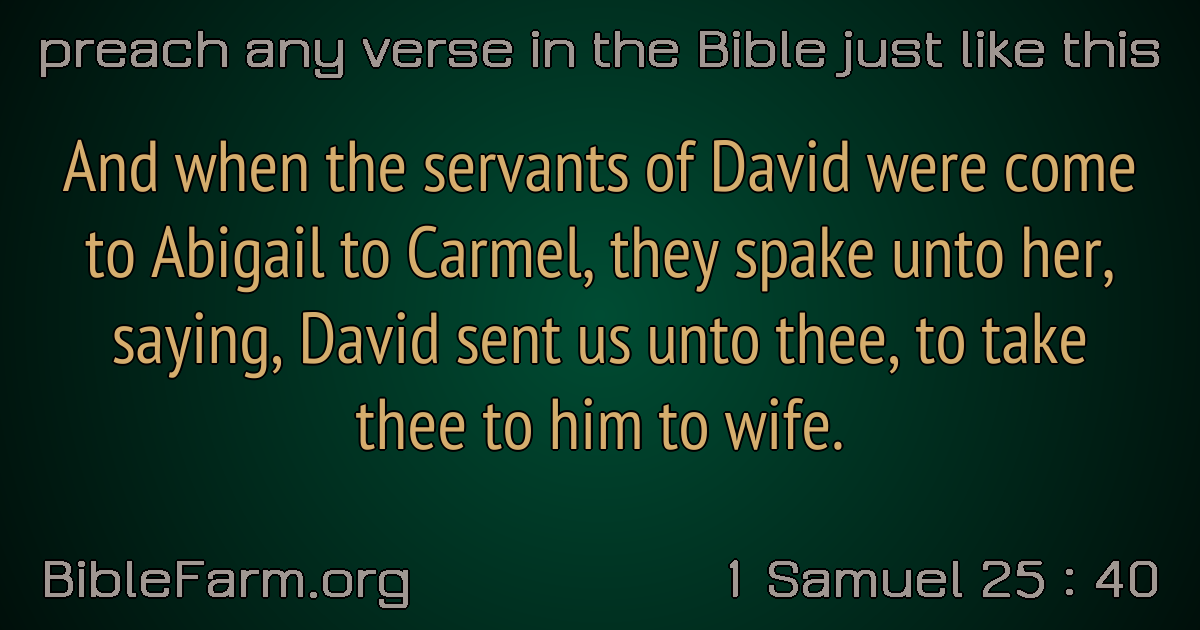 preach any verse in the Bible just like this
And when the servants of David were come
to Abigail to Carmel, they spake unto her,
saying, David sent us unto thee, to take
thee to him to wife.
BibleFarm.org
1 Samuel 25 : 40